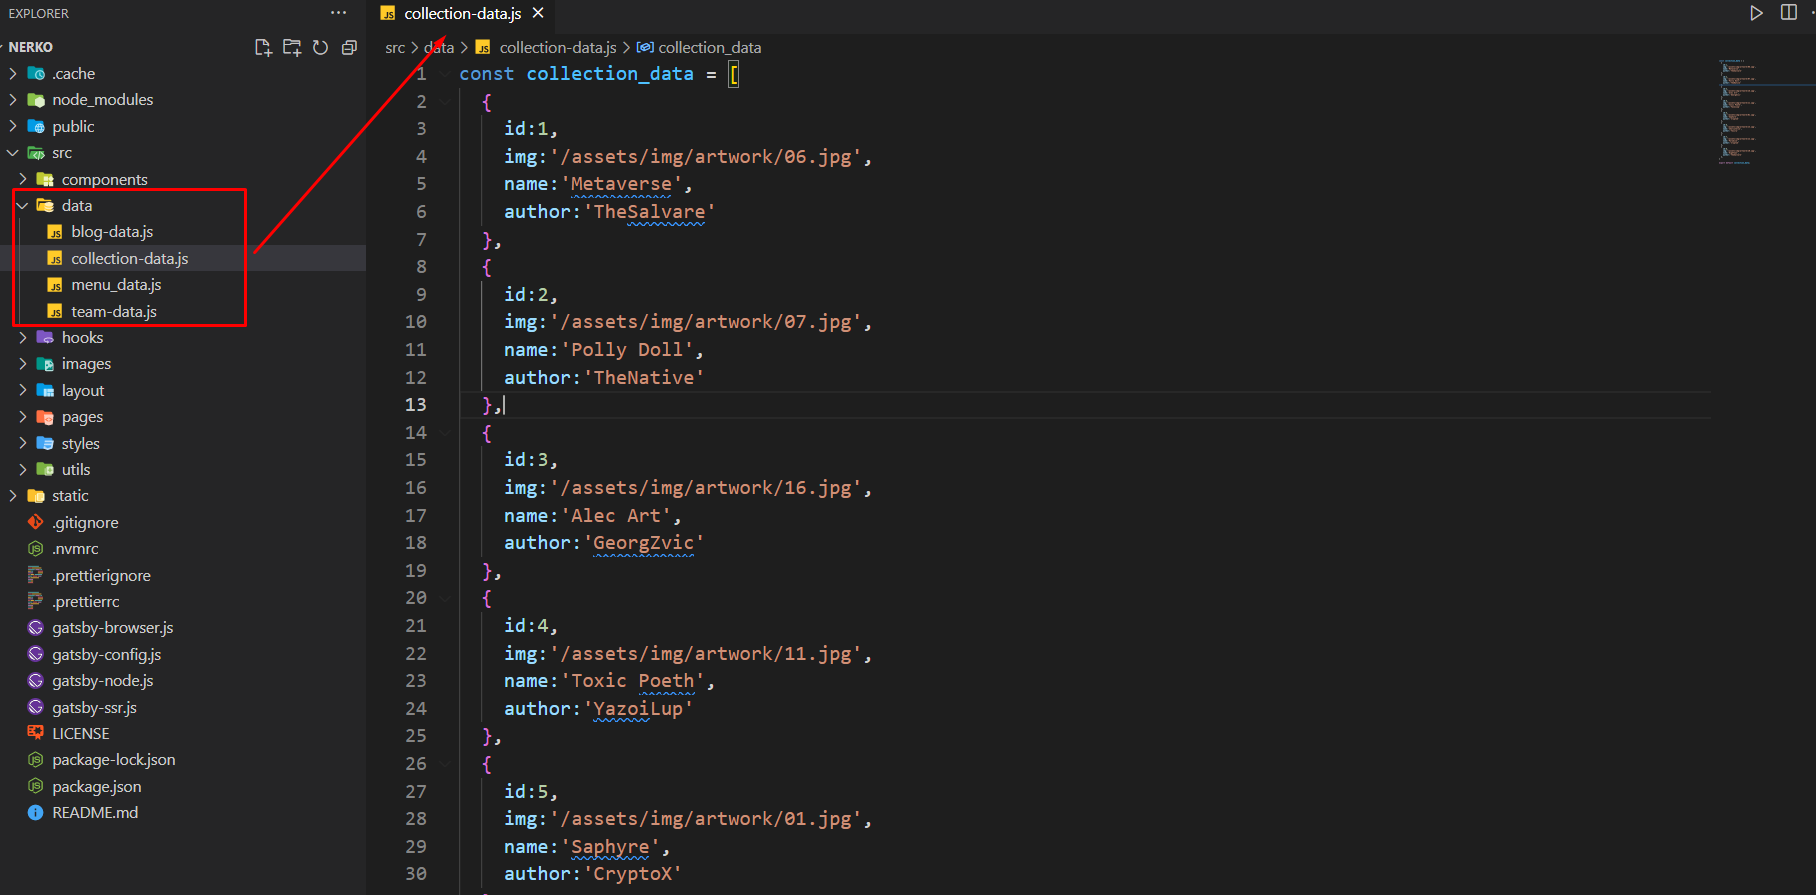 EXPLORER
NERKO
.cache
node_modules
public
src
components
data
blog-data.js
collection-data.js
menu_data.js
team-data.js
hooks
images
layout
pages
styles
utils
static
.gitignore
.nvmrc
.prettierignore
.prettierrc
gatsby-browser.js
gatsby-config.js
gatsby-node.js
gatsby-ssr.js
LICENSE
package-lock.json
package.json
README.md
JS collection-data.js
src > data > JS collection-data.js > collection_data
1 const collection_data = [
2 {
3 id:1,
4 img:'/assets/img/artwork/06.jpg',
5 name:'Metaverse',
6 author:'TheSalvare'
7 },
8 {
9 id:2,
10 img:'/assets/img/artwork/07.jpg',
11 name:'Polly Doll',
12 author:'TheNative'
13 },
14 {
15 id:3,
16 img:'/assets/img/artwork/16.jpg',
17 name:'Alec Art',
18 author:'GeorgZvic'
19 },
20 {
21 id:4,
22 img:'/assets/img/artwork/11.jpg',
23 name:'Toxic Poeth',
24 author:'YazoiLup'
25 },
26 {
27 id:5,
28 img:'/assets/img/artwork/01.jpg',
29 name:'Saphyre',
30 author:'CryptoX'